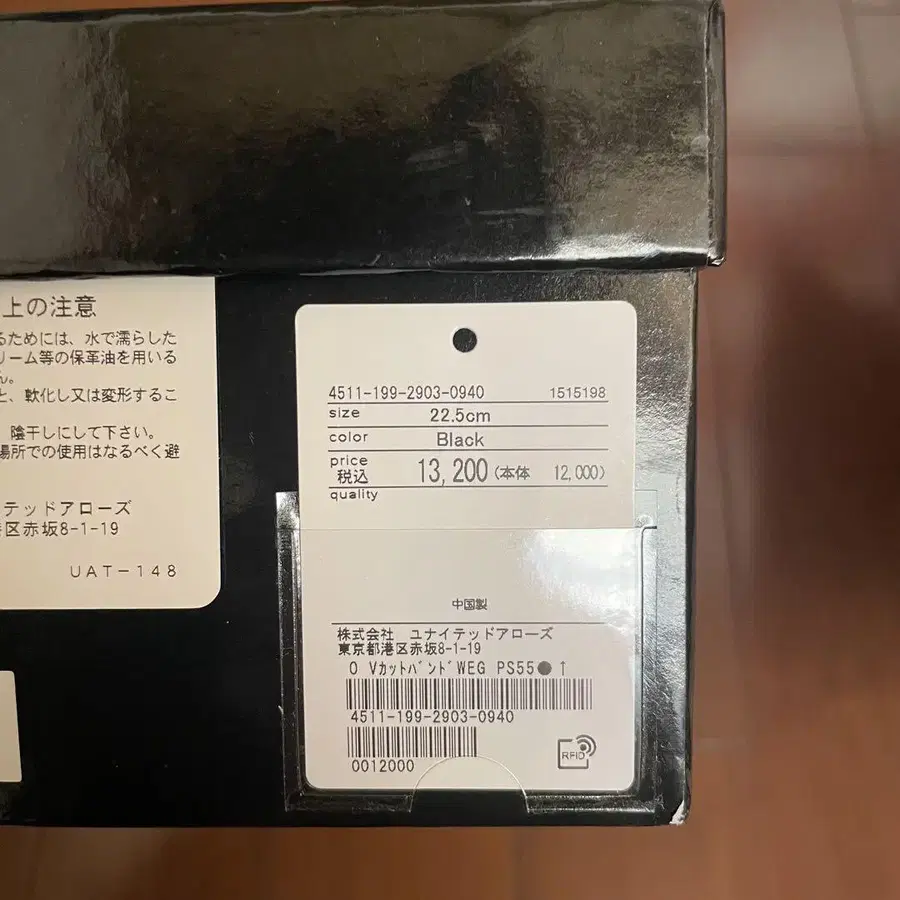 上の注意
るためには、水で濡らした
リーム等の保革油を用いる
ん。
と、軟化し又は変形するこ
陰干しにして下さい。
場所での使用はなるべく避
テッドアローズ
区赤坂8-1-19
UAT-148
4511-199-2903-0940 1515198
size 22.5cm
color Black
price
税込 13,200 (本体 12,000)
quality
中国製
株式会社 ユナイテッドアローズ
東京都港区赤坂8-1-19
O VカットバンドWEG PS55●↑
4511-199-2903-0940
0012000
RFID